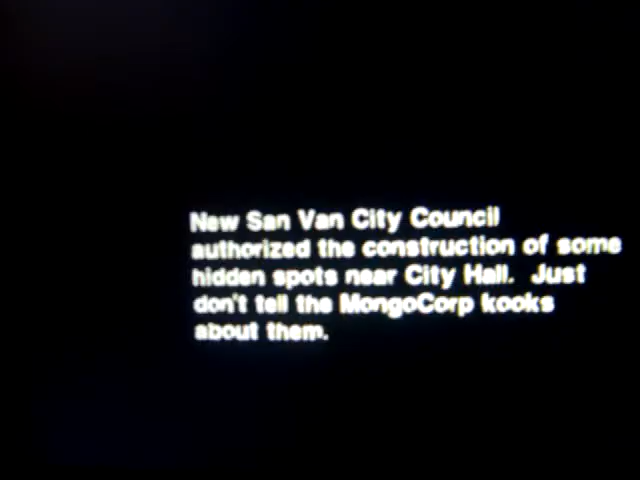 New San Van City Council
authorized the construction of some
hidden spots near City Hall.  Just
don't tell the MongoCorp kooks
about them.